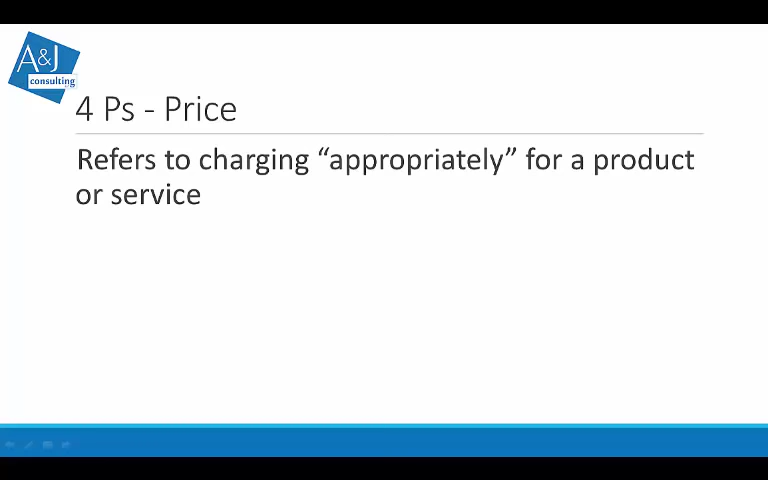 A&J
consulting
4 Ps - Price
Refers to charging “appropriately” for a product
or service